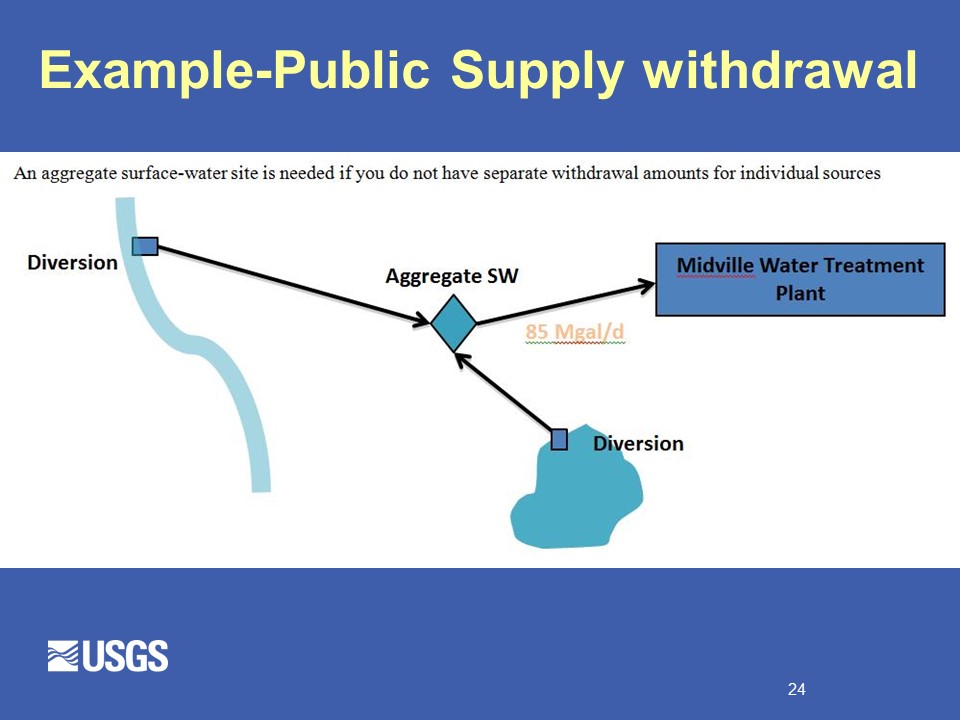 Example-Public Supply withdrawal
An aggregate surface-water site is needed if you do not have separate withdrawal amounts for individual sources
Diversion
Aggregate SW
Midville Water Treatment
Plant
85 Mgal/d
Diversion
USGS
24